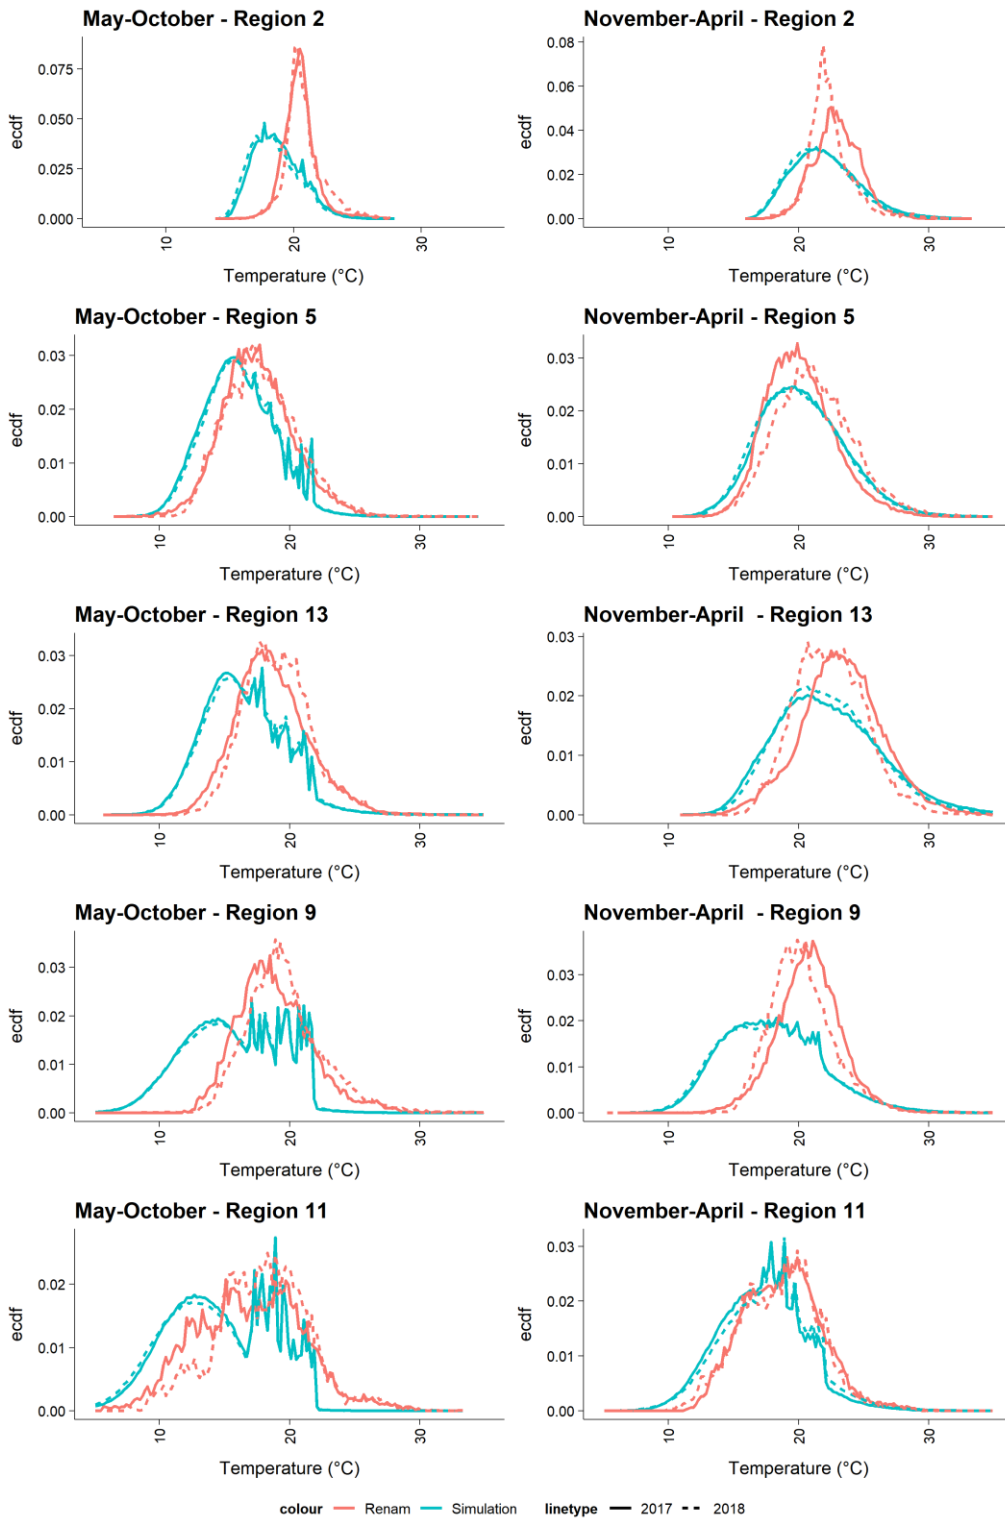 May-October - Region 2
ecdf
0.075
0.050
0.025
0.000
10
20
30
Temperature (°C)
November-April - Region 2
ecdf
0.08
0.06
0.04
0.02
0.00
10
20
30
Temperature (°C)
May-October - Region 5
ecdf
0.03
0.02
0.01
0.00
10
20
30
Temperature (°C)
November-April - Region 5
ecdf
0.03
0.02
0.01
0.00
10
20
30
Temperature (°C)
May-October - Region 13
ecdf
0.03
0.02
0.01
0.00
10
20
30
Temperature (°C)
November-April  - Region 13
ecdf
0.03
0.02
0.01
0.00
10
20
30
Temperature (°C)
May-October - Region 9
ecdf
0.03
0.02
0.01
0.00
10
20
30
Temperature (°C)
November-April  - Region 9
ecdf
0.03
0.02
0.01
0.00
10
20
30
Temperature (°C)
May-October - Region 11
ecdf
0.02
0.01
0.00
10
20
30
Temperature (°C)
November-April - Region 11
ecdf
0.03
0.02
0.01
0.00
10
20
30
Temperature (°C)
colour Renam Simulation linetype 2017 2018